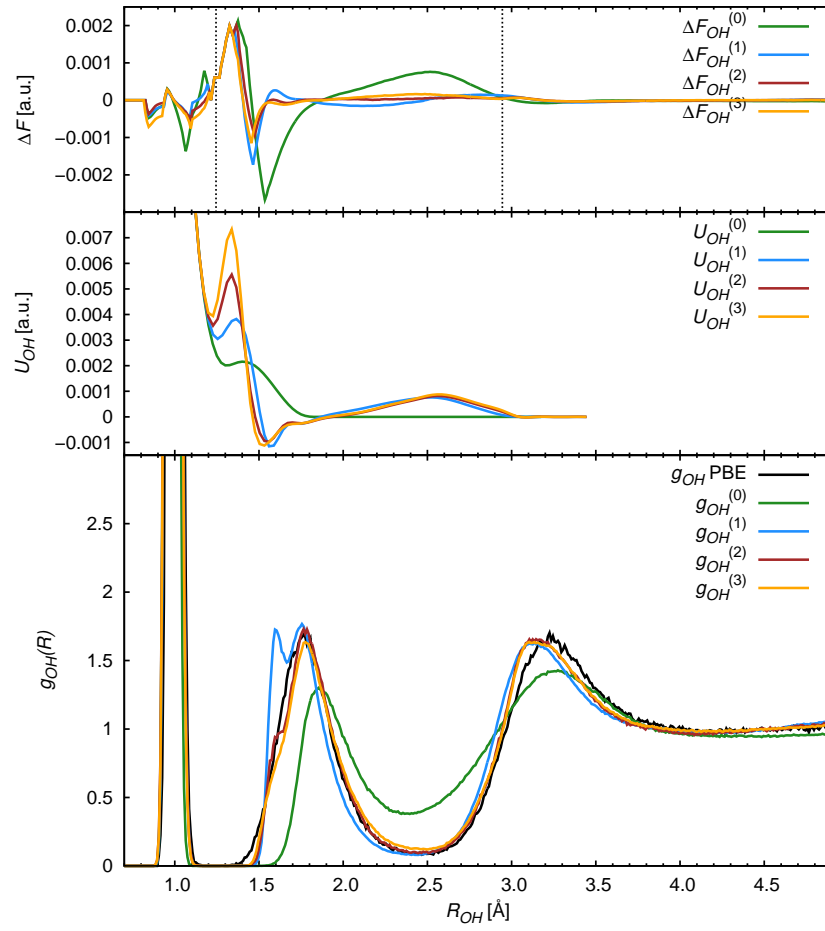 0.002
0.001
0
−0.001
−0.002
ΔF [a.u.]
ΔF_OH^(0)
ΔF_OH^(1)
ΔF_OH^(2)
ΔF_OH^(3)
0.007
0.006
0.005
0.004
0.003
0.002
0.001
0
−0.001
U_OH [a.u.]
U_OH^(0)
U_OH^(1)
U_OH^(2)
U_OH^(3)
2.5
2
1.5
1
0.5
0
g_OH(R)
g_OH PBE
g_OH^(0)
g_OH^(1)
g_OH^(2)
g_OH^(3)
1.0 1.5 2.0 2.5 3.0 3.5 4.0 4.5
R_OH [Å]